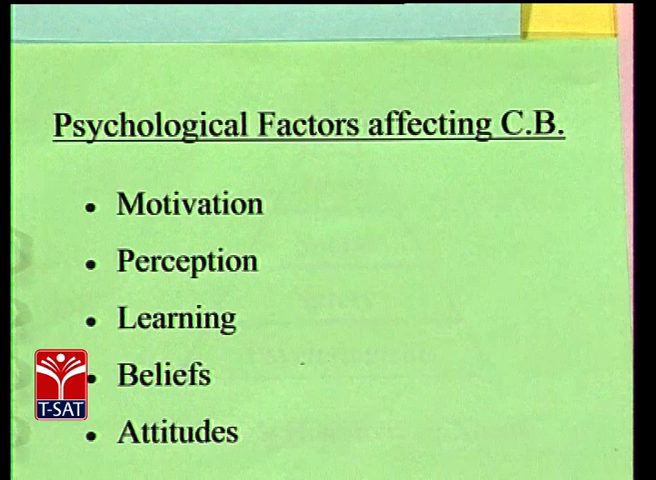 Psychological Factors affecting C.B.
• Motivation
• Perception
• Learning
• Beliefs
• Attitudes
T-SAT